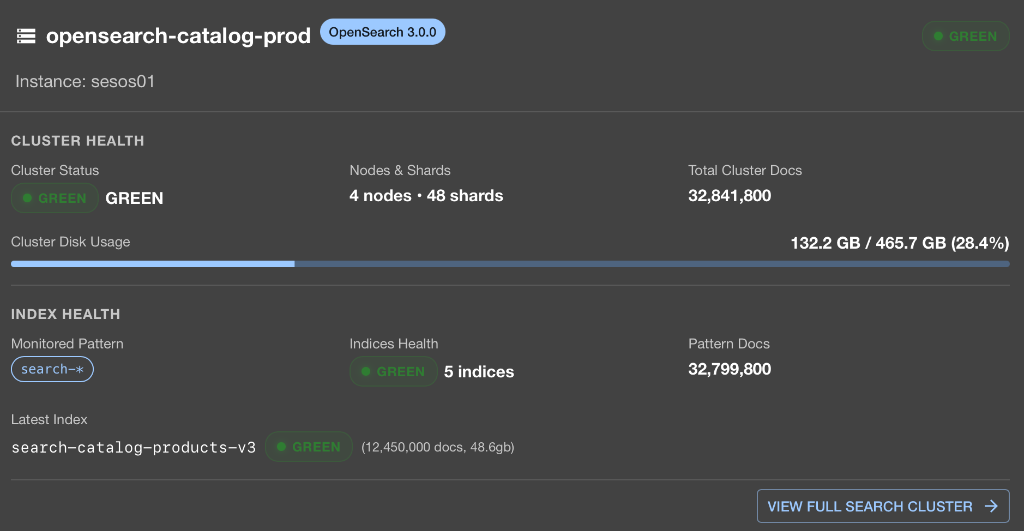 opensearch-catalog-prod OpenSearch 3.0.0 GREEN
Instance: sesos01
CLUSTER HEALTH
Cluster Status Nodes & Shards Total Cluster Docs
GREEN GREEN 4 nodes • 48 shards 32,841,800
Cluster Disk Usage 132.2 GB / 465.7 GB (28.4%)
INDEX HEALTH
Monitored Pattern Indices Health Pattern Docs
search-* GREEN 5 indices 32,799,800
Latest Index
search-catalog-products-v3 GREEN (12,450,000 docs, 48.6gb)
VIEW FULL SEARCH CLUSTER →